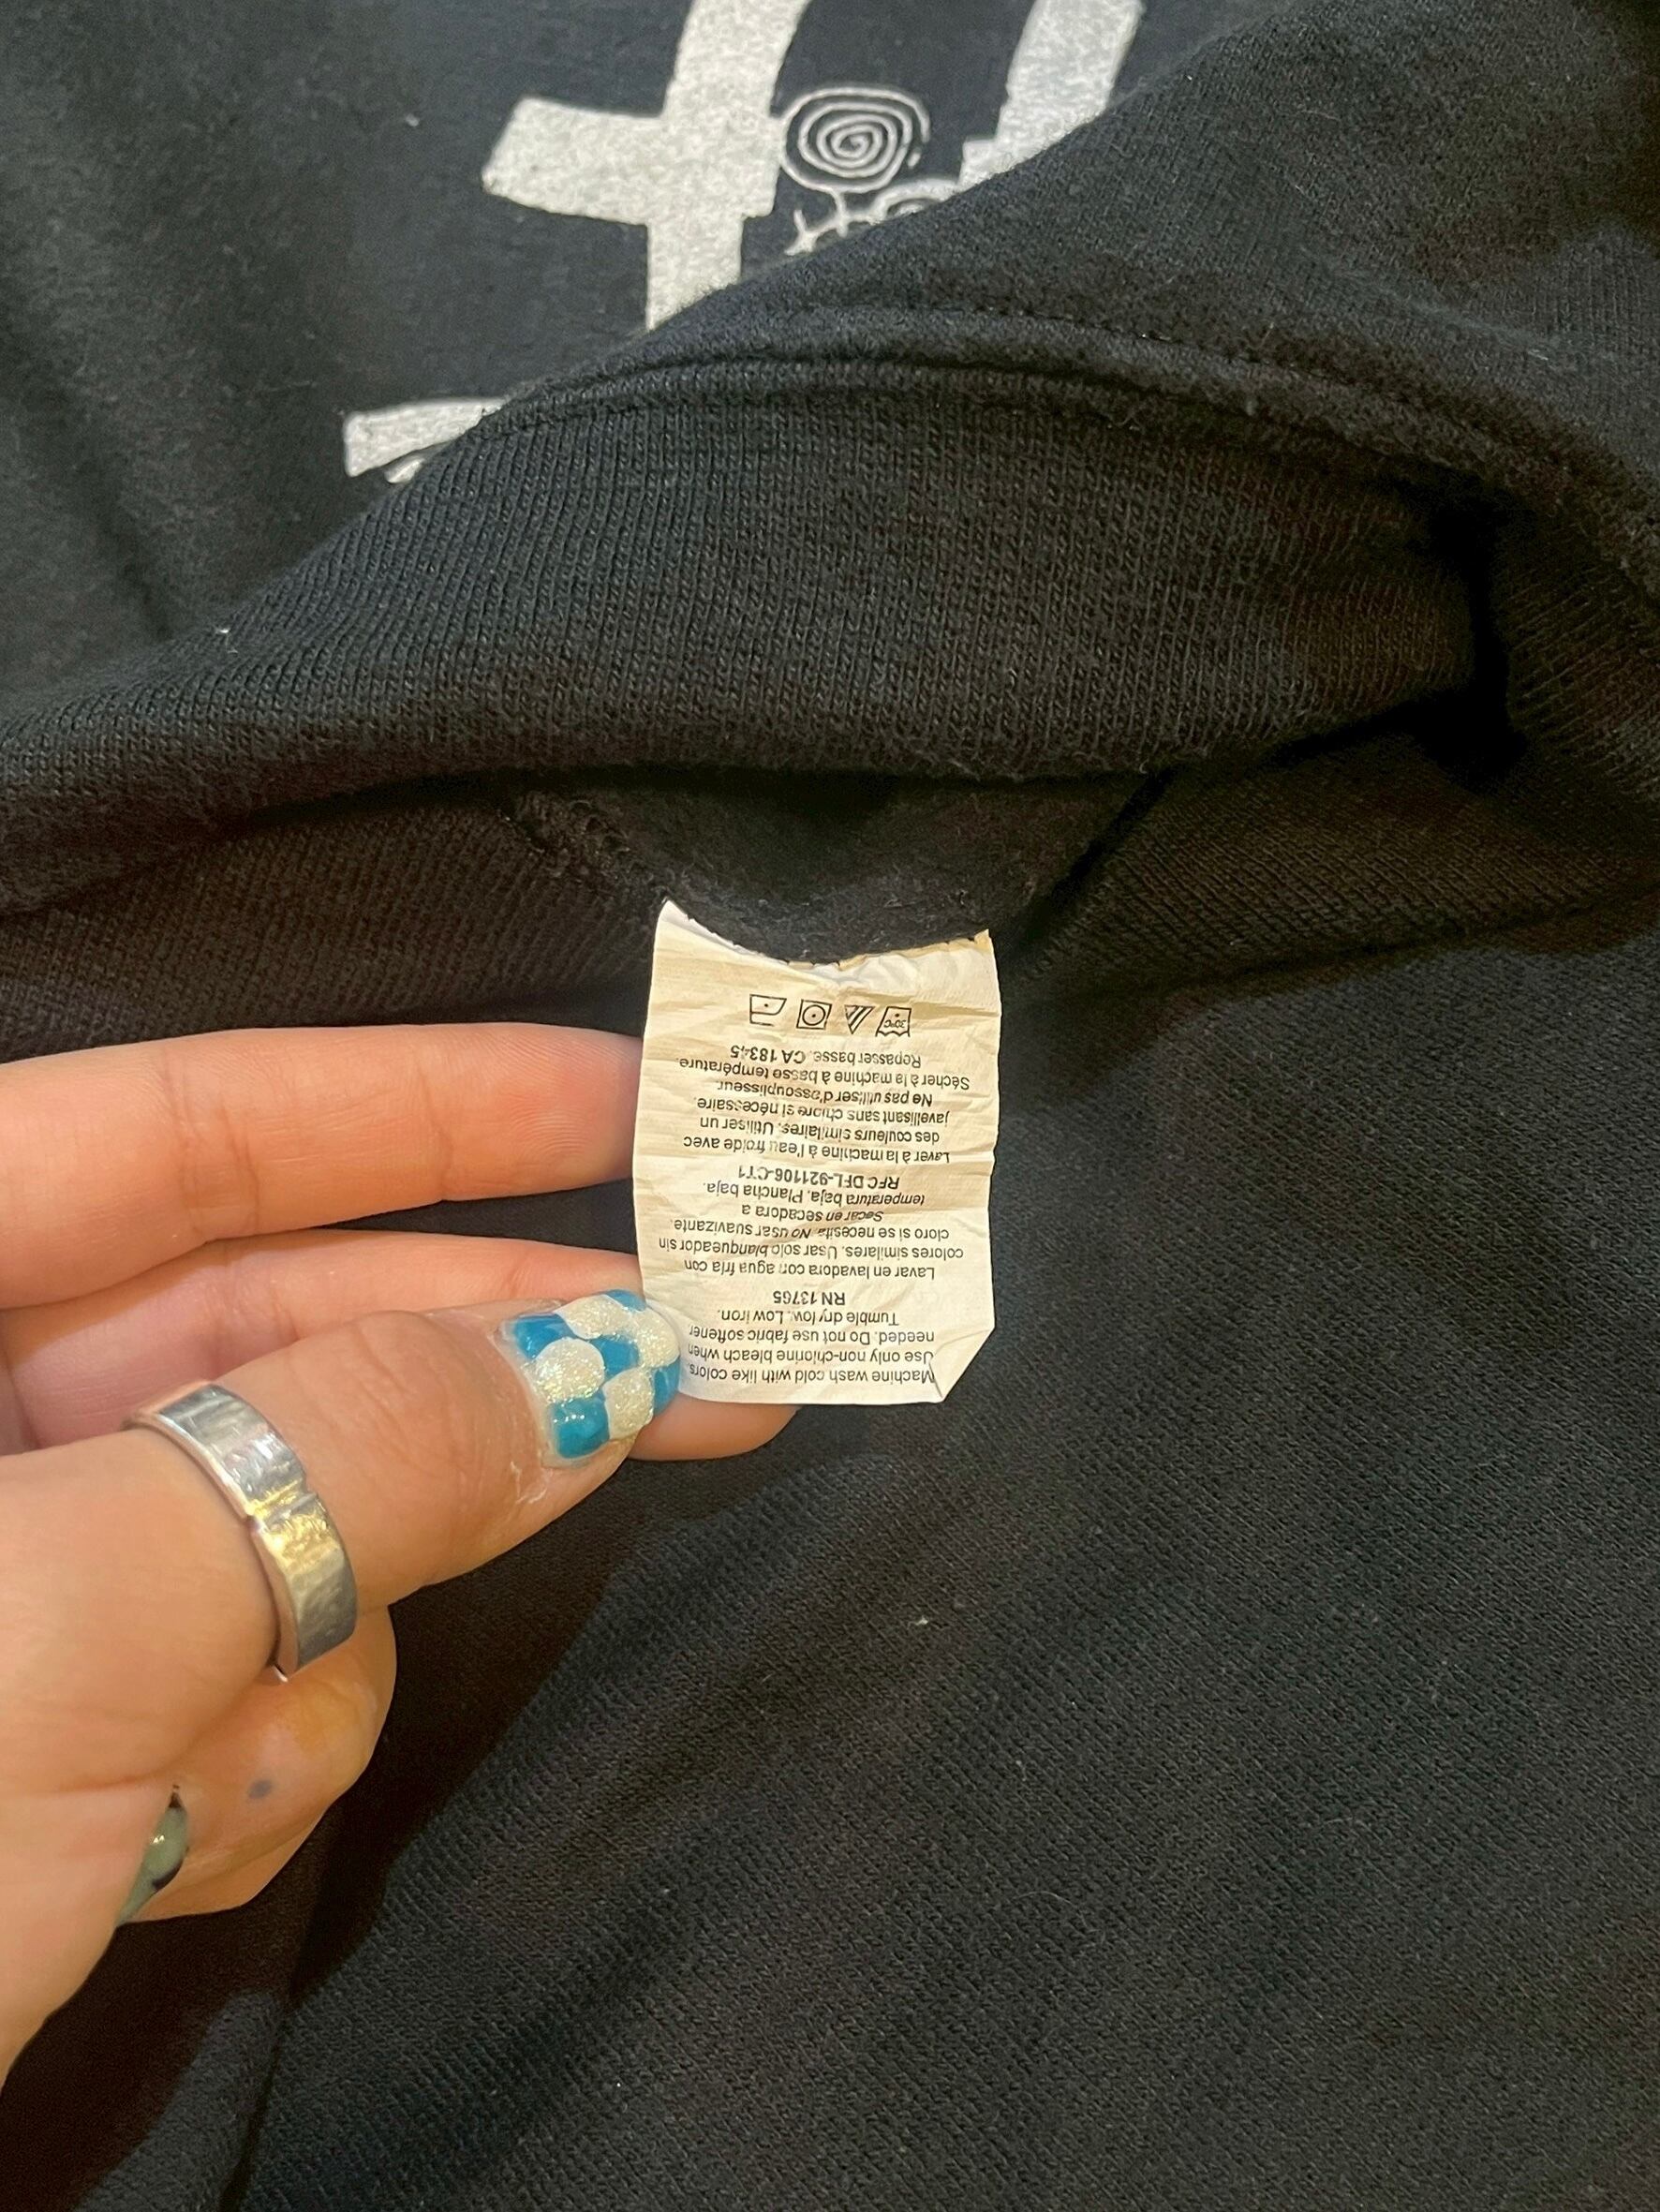 Machine wash cold with like colors.
Use only non-chlorine bleach when
needed. Do not use fabric softener
Tumble dry low. Low iron.
RN 13765
Lavar en lavadora con agua fría con
colores similares. Usar solo blanqueador sin
cloro si se necesita No usar suavizante.
Secar en secadora a
temperatura baja. Plancha baja.
RFC DFL-921106-CT1
Laver à la machine à l'eau froide avec
des couleurs similaires. Utiliser un
javellisant sans chlore si nécessaire.
Ne pas utiliser d'assouplisseur.
Sécher à la machine à basse température.
Repasser basse. CA 18345
30°C